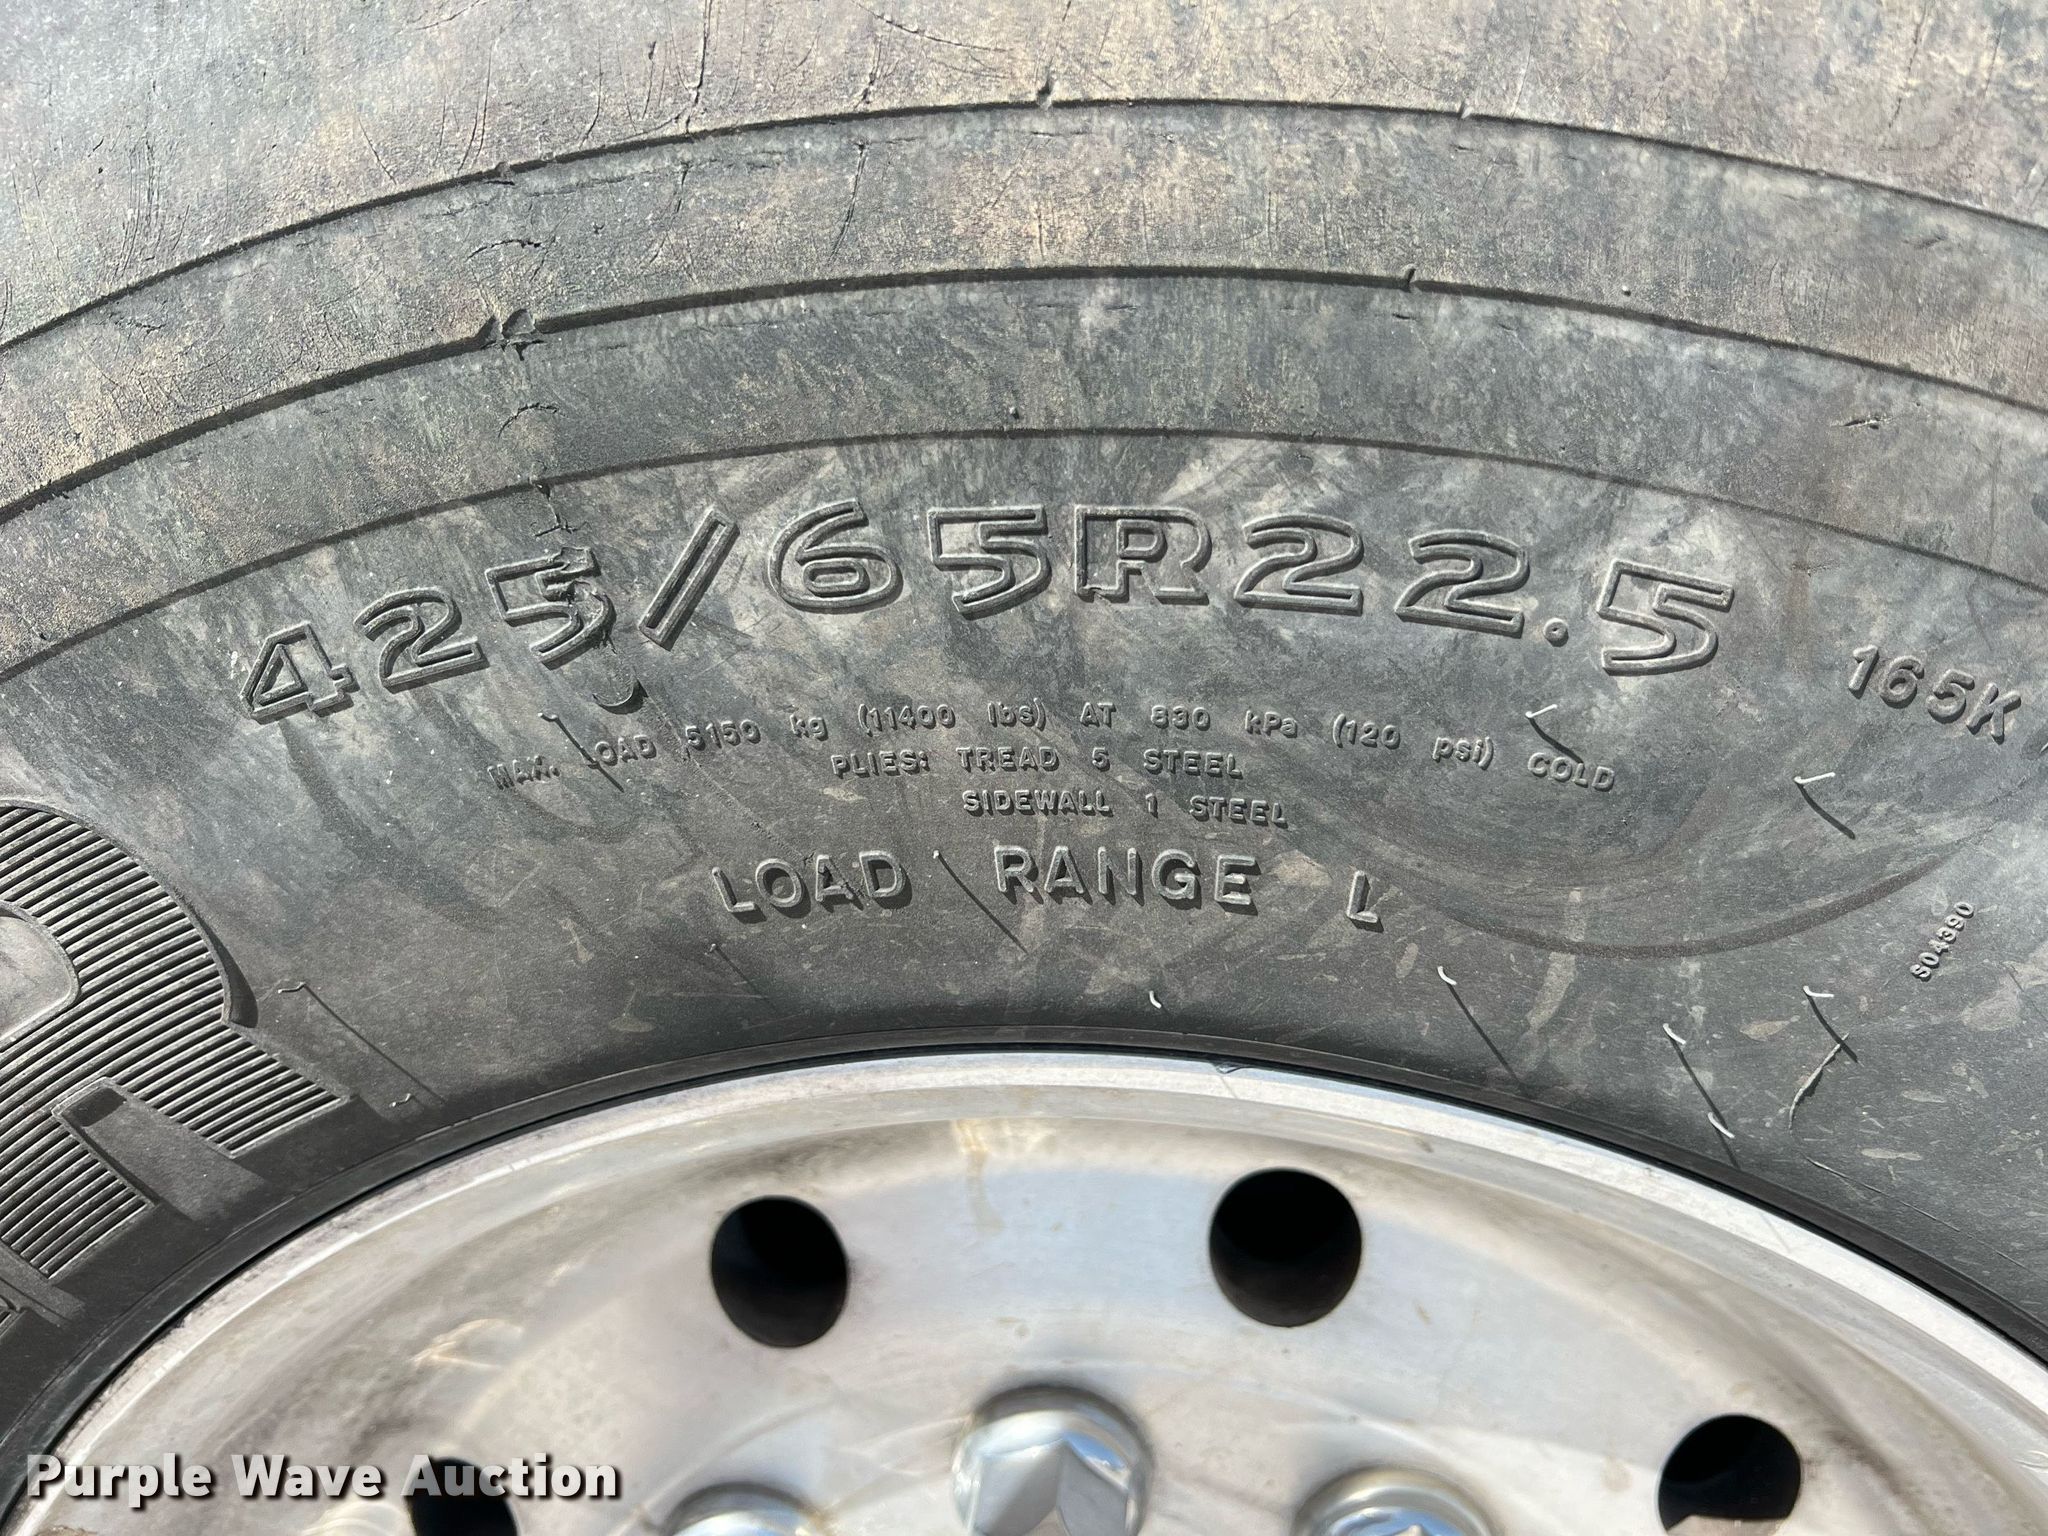 425/65R22.5
165K
MAX. LOAD 5150 kg (11400 lbs) AT 830 kPa (120 psi) COLD
PLIES: TREAD 5 STEEL
SIDEWALL 1 STEEL
LOAD RANGE L
S04390
Purple Wave Auction